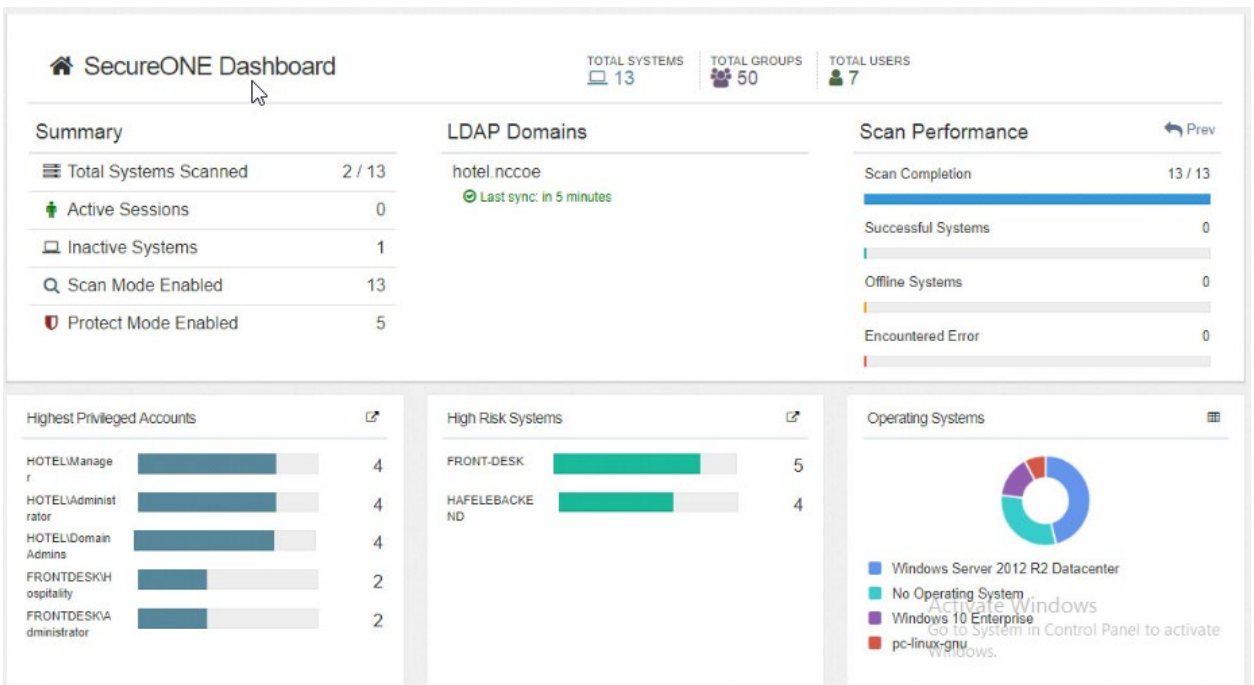 SecureONE Dashboard
TOTAL SYSTEMS
13
TOTAL GROUPS
50
TOTAL USERS
7
Summary
Total Systems Scanned 2 / 13
Active Sessions 0
Inactive Systems 1
Scan Mode Enabled 13
Protect Mode Enabled 5
LDAP Domains
hotel.nccoe
Last sync: in 5 minutes
Scan Performance
Prev
Scan Completion 13 / 13
Successful Systems 0
Offline Systems 0
Encountered Error 0
Highest Privileged Accounts
HOTEL\Manage
r
4
HOTEL\Administ
rator
4
HOTEL\Domain
Admins
4
FRONTDESK\H
ospitality
2
FRONTDESK\A
dministrator
2
High Risk Systems
FRONT-DESK 5
HAFELEBACKE
ND
4
Operating Systems
Windows Server 2012 R2 Datacenter
No Operating System
Windows 10 Enterprise
pc-linux-gnu
Activate Windows
Go to System in Control Panel to activate
Windows.